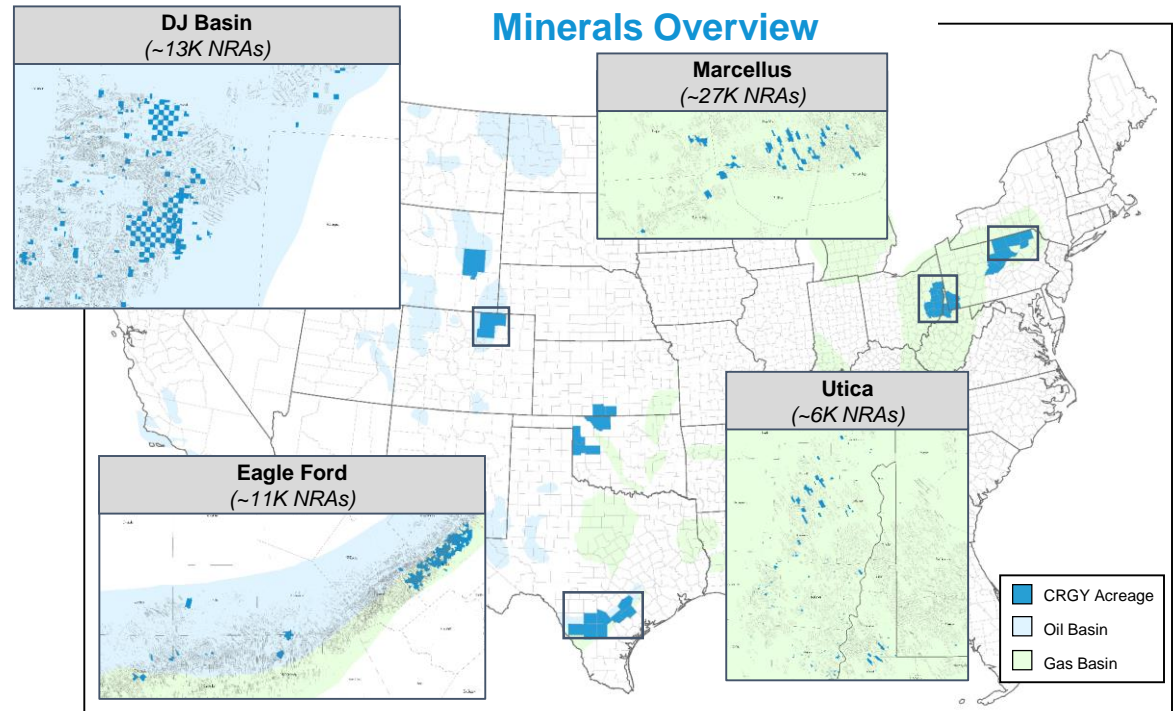 Minerals Overview
DJ Basin
(~13K NRAs)
Marcellus
(~27K NRAs)
Utica
(~6K NRAs)
Eagle Ford
(~11K NRAs)
CRGY Acreage
Oil Basin
Gas Basin